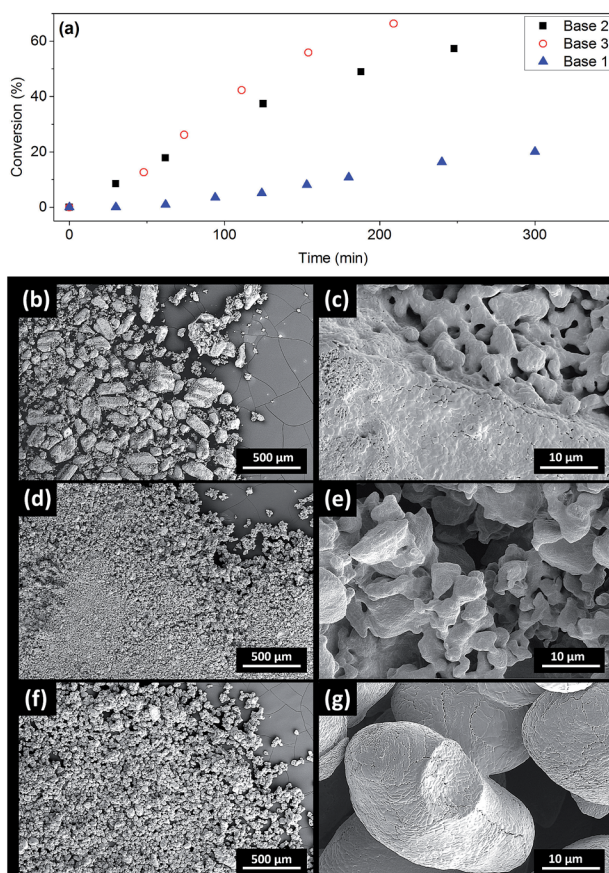 (a)
Base 2
Base 3
Base 1
60
40
20
0
Conversion (%)
0 100 200 300
Time (min)
(b)
500 µm
(c)
10 µm
(d)
500 µm
(e)
10 µm
(f)
500 µm
(g)
10 µm